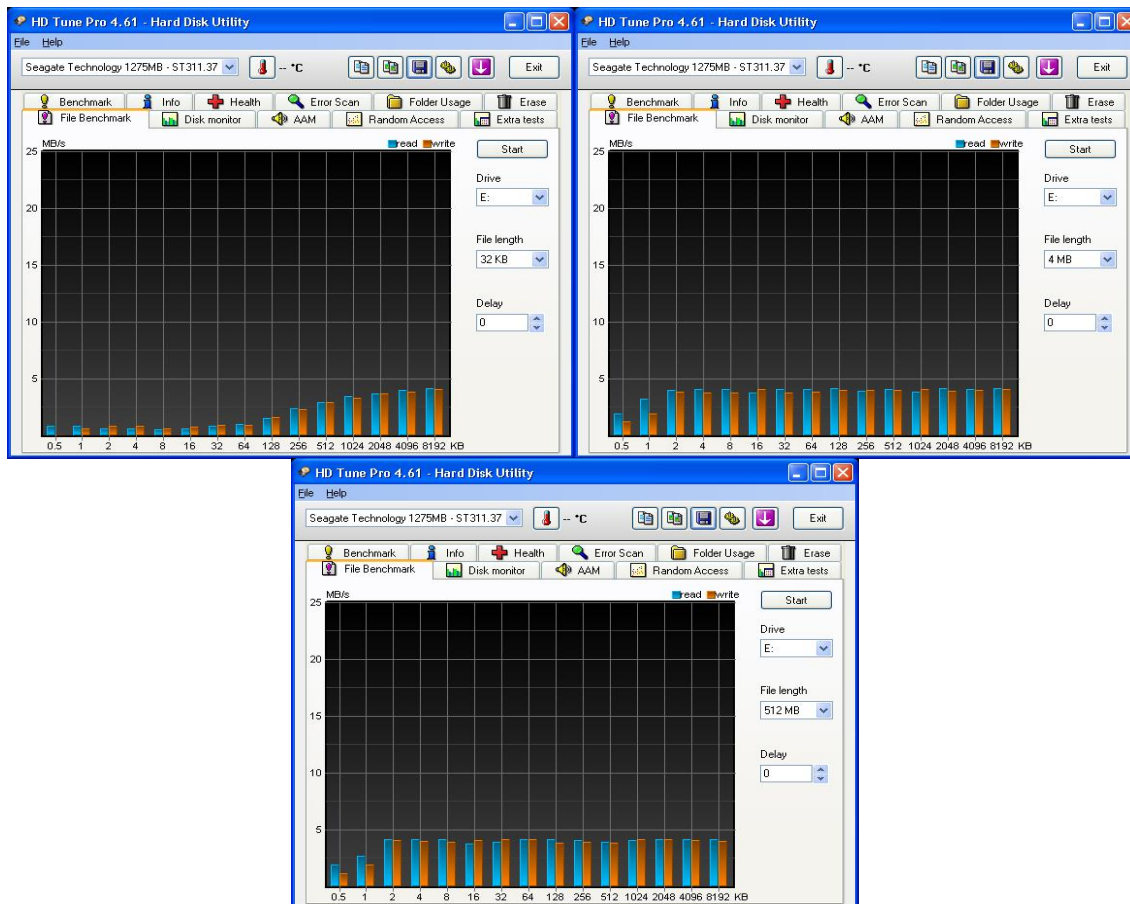 HD Tune Pro 4.61 - Hard Disk Utility
File Help
Seagate Technology 1275MB - ST311.37 -- °C Exit
Benchmark Info Health Error Scan Folder Usage Erase
File Benchmark Disk monitor AAM Random Access Extra tests
MB/s read write Start
25
Drive
E:
20
File length
32 KB
15
Delay
0
10
5
0.5 1 2 4 8 16 32 64 128 256 512 1024 2048 4096 8192 KB
HD Tune Pro 4.61 - Hard Disk Utility
File Help
Seagate Technology 1275MB - ST311.37 -- °C Exit
Benchmark Info Health Error Scan Folder Usage Erase
File Benchmark Disk monitor AAM Random Access Extra tests
MB/s read write Start
25
Drive
E:
20
File length
4 MB
15
Delay
0
10
5
0.5 1 2 4 8 16 32 64 128 256 512 1024 2048 4096 8192 KB
HD Tune Pro 4.61 - Hard Disk Utility
File Help
Seagate Technology 1275MB - ST311.37 -- °C Exit
Benchmark Info Health Error Scan Folder Usage Erase
File Benchmark Disk monitor AAM Random Access Extra tests
MB/s read write Start
25
Drive
E:
20
File length
512 MB
15
Delay
0
10
5
0.5 1 2 4 8 16 32 64 128 256 512 1024 2048 4096 8192 KB